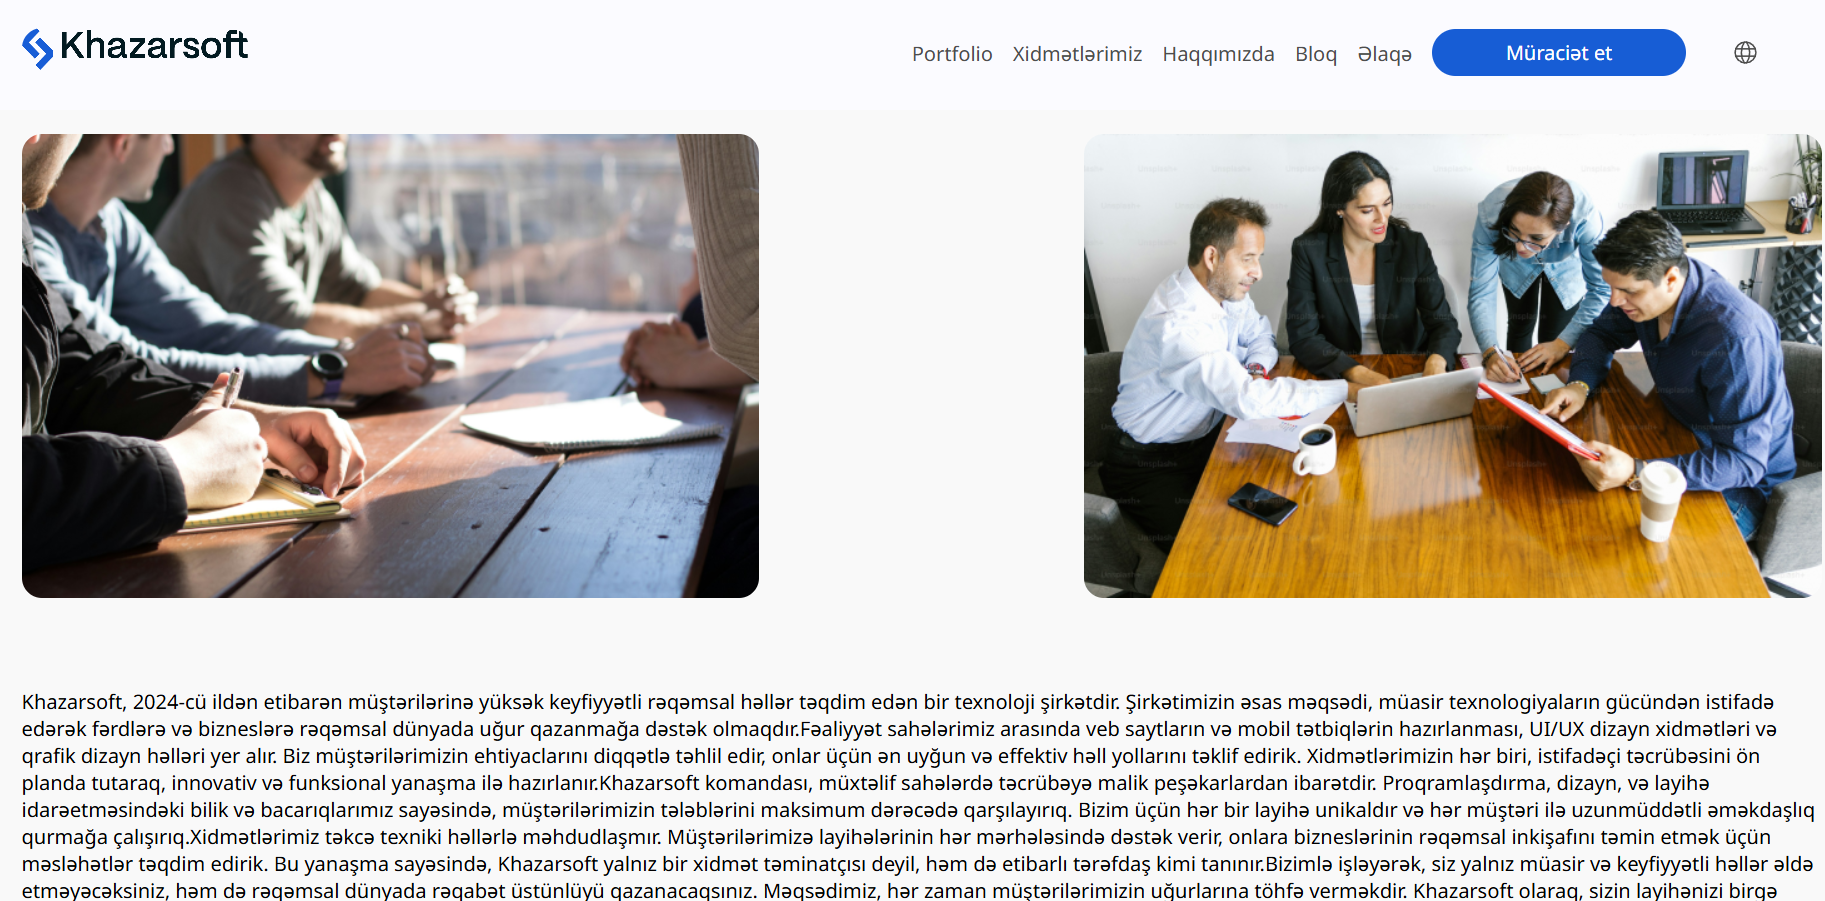 Khazarsoft
Portfolio Xidmətlərimiz Haqqımızda Bloq Əlaqə Müraciət et
Khazarsoft, 2024-cü ildən etibarən müştərilərinə yüksək keyfiyyətli rəqəmsal həllər təqdim edən bir texnoloji şirkətdir. Şirkətimizin əsas məqsədi, müasir texnologiyaların gücündən istifadə
edərək fərdlərə və bizneslərə rəqəmsal dünyada uğur qazanmağa dəstək olmaqdır.Fəaliyyət sahələrimiz arasında veb saytların və mobil tətbiqlərin hazırlanması, UI/UX dizayn xidmətləri və
qrafik dizayn həlləri yer alır. Biz müştərilərimizin ehtiyaclarını diqqətlə təhlil edir, onlar üçün ən uyğun və effektiv həll yollarını təklif edirik. Xidmətlərimizin hər biri, istifadəçi təcrübəsini ön
planda tutaraq, innovativ və funksional yanaşma ilə hazırlanır.Khazarsoft komandası, müxtəlif sahələrdə təcrübəyə malik peşəkarlardan ibarətdir. Proqramlaşdırma, dizayn, və layihə
idarəetməsindəki bilik və bacarıqlarımız sayəsində, müştərilərimizin tələblərini maksimum dərəcədə qarşılayırıq. Bizim üçün hər bir layihə unikaldır və hər müştəri ilə uzunmüddətli əməkdaşlıq
qurmağa çalışırıq.Xidmətlərimiz təkcə texniki həllərlə məhdudlaşmır. Müştərilərimizə layihələrinin hər mərhələsində dəstək verir, onlara bizneslərinin rəqəmsal inkişafını təmin etmək üçün
məsləhətlər təqdim edirik. Bu yanaşma sayəsində, Khazarsoft yalnız bir xidmət təminatçısı deyil, həm də etibarlı tərəfdaş kimi tanınır.Bizimlə işləyərək, siz yalnız müasir və keyfiyyətli həllər əldə
etməyəcəksiniz, həm də rəqəmsal dünyada rəqabət üstünlüyü qazanacaqsınız. Məqsədimiz, hər zaman müştərilərimizin uğurlarına töhfə verməkdir. Khazarsoft olaraq, sizin layihənizi birgə